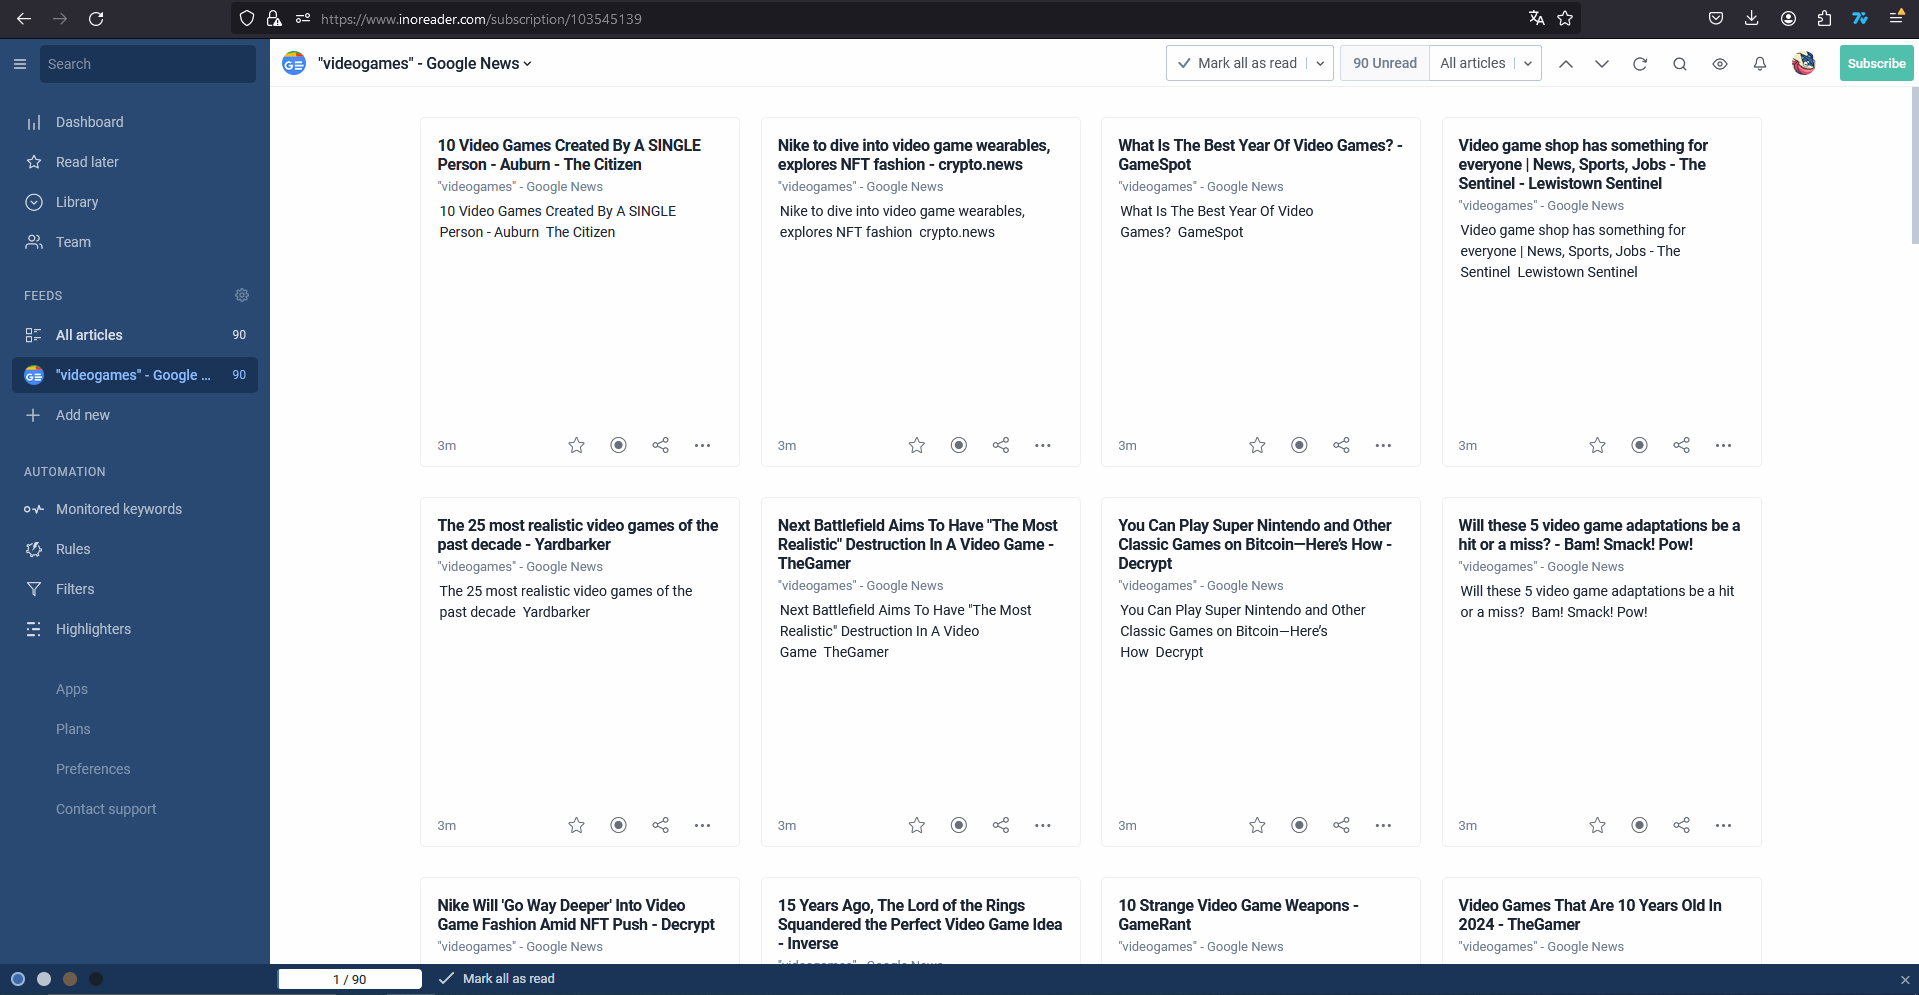 https://www.inoreader.com/subscription/103545139
Search
Dashboard
Read later
Library
Team
FEEDS
All articles 90
"videogames" - Google ... 90
Add new
AUTOMATION
Monitored keywords
Rules
Filters
Highlighters
Apps
Plans
Preferences
Contact support
"videogames" - Google News
Mark all as read
90 Unread
All articles
Subscribe
10 Video Games Created By A SINGLE
Person - Auburn - The Citizen
"videogames" - Google News
10 Video Games Created By A SINGLE
Person - Auburn  The Citizen
3m
Nike to dive into video game wearables,
explores NFT fashion - crypto.news
"videogames" - Google News
Nike to dive into video game wearables,
explores NFT fashion  crypto.news
3m
What Is The Best Year Of Video Games? -
GameSpot
"videogames" - Google News
What Is The Best Year Of Video
Games?  GameSpot
3m
Video game shop has something for
everyone | News, Sports, Jobs - The
Sentinel - Lewistown Sentinel
"videogames" - Google News
Video game shop has something for
everyone | News, Sports, Jobs - The
Sentinel  Lewistown Sentinel
3m
The 25 most realistic video games of the
past decade - Yardbarker
"videogames" - Google News
The 25 most realistic video games of the
past decade  Yardbarker
3m
Next Battlefield Aims To Have "The Most
Realistic" Destruction In A Video Game -
TheGamer
"videogames" - Google News
Next Battlefield Aims To Have "The Most
Realistic" Destruction In A Video
Game  TheGamer
3m
You Can Play Super Nintendo and Other
Classic Games on Bitcoin—Here’s How -
Decrypt
"videogames" - Google News
You Can Play Super Nintendo and Other
Classic Games on Bitcoin—Here’s
How  Decrypt
3m
Will these 5 video game adaptations be a
hit or a miss? - Bam! Smack! Pow!
"videogames" - Google News
Will these 5 video game adaptations be a hit
or a miss?  Bam! Smack! Pow!
3m
Nike Will 'Go Way Deeper' Into Video
Game Fashion Amid NFT Push - Decrypt
"videogames" - Google News
15 Years Ago, The Lord of the Rings
Squandered the Perfect Video Game Idea
- Inverse
"videogames" - Google News
10 Strange Video Game Weapons -
GameRant
"videogames" - Google News
Video Games That Are 10 Years Old In
2024 - TheGamer
"videogames" - Google News
1 / 90
Mark all as read